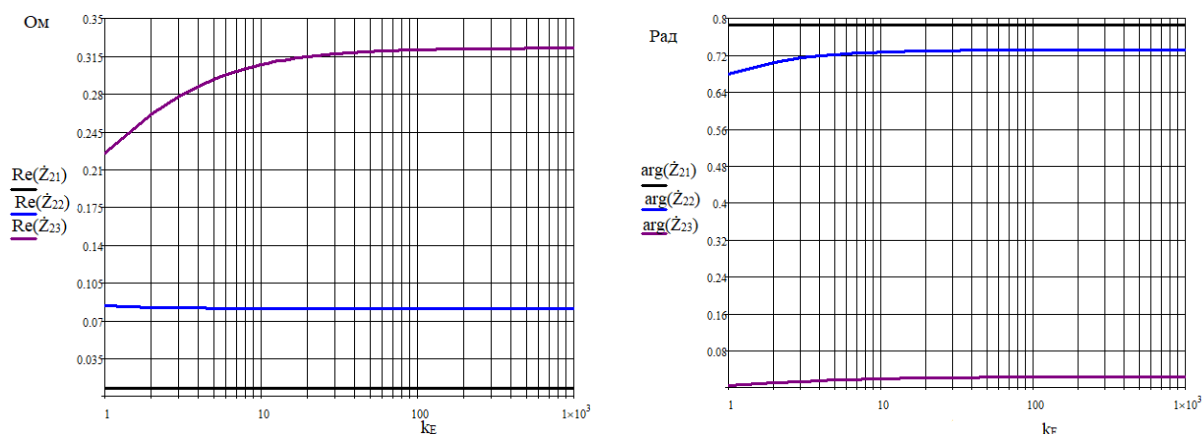 Ом
0.35
0.315
0.28
0.245
0.21
0.175
0.14
0.105
0.07
0.035
Re(Ż21)
Re(Ż22)
Re(Ż23)
1
10
100
1×10³
kE
Рад
0.8
0.72
0.64
0.56
0.48
0.4
0.32
0.24
0.16
0.08
arg(Ż21)
arg(Ż22)
arg(Ż23)
1
10
100
1×10³
kE